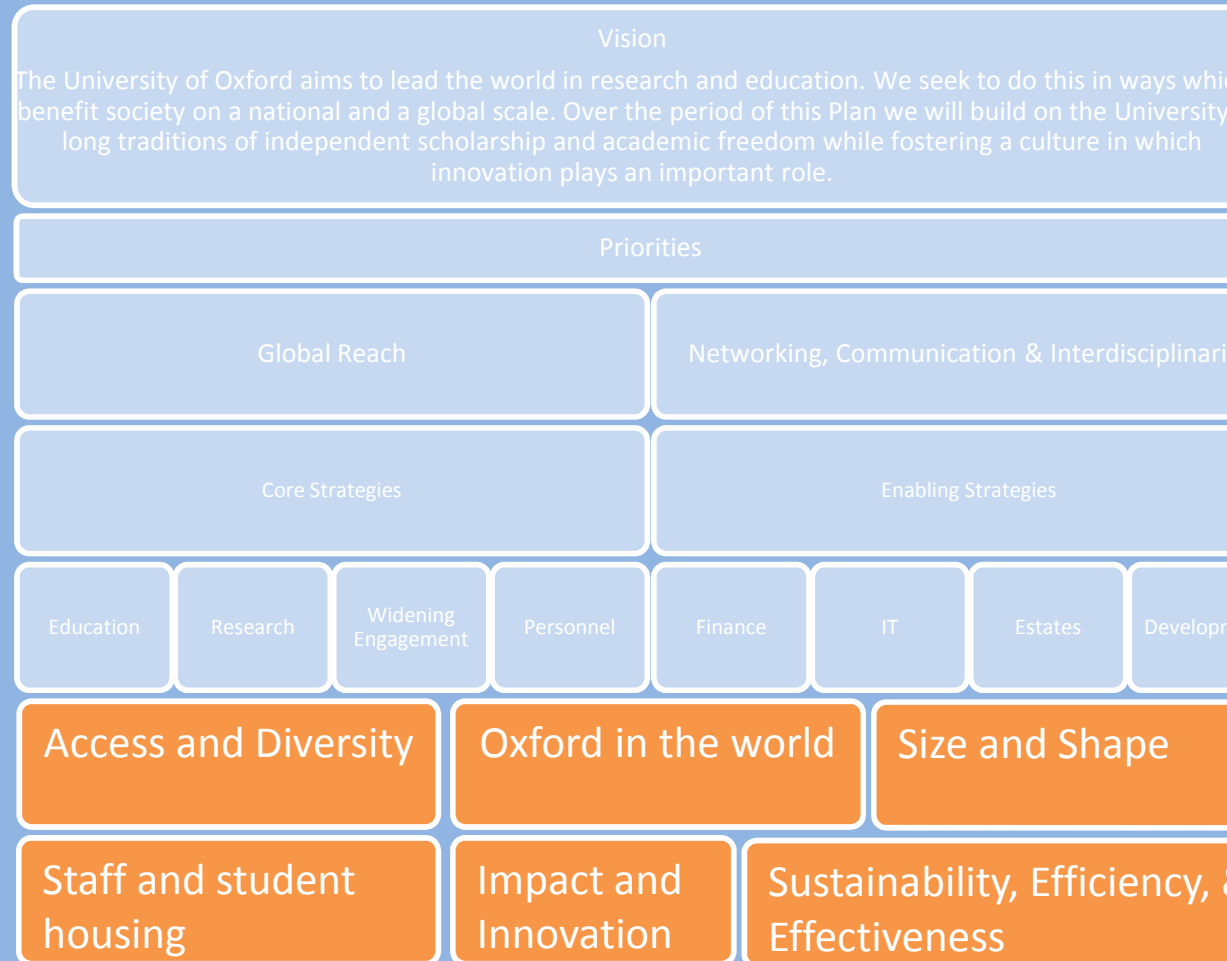 Vision
The University of Oxford aims to lead the world in research and education. We seek to do this in ways
benefit society on a national and a global scale. Over the period of this Plan we will build on the University
long traditions of independent scholarship and academic freedom while fostering a culture in which
innovation plays an important role.
Priorities
Global Reach
Networking, Communication &
Core Strategies
Enabling Strategies
Education
Research
Widening
Engagement
Personnel
Finance
IT
Estates
Access and Diversity
Oxford in the world
Size and Shape
Staff and student
housing
Impact and
Innovation
Sustainability, Efficiency,
Effectiveness